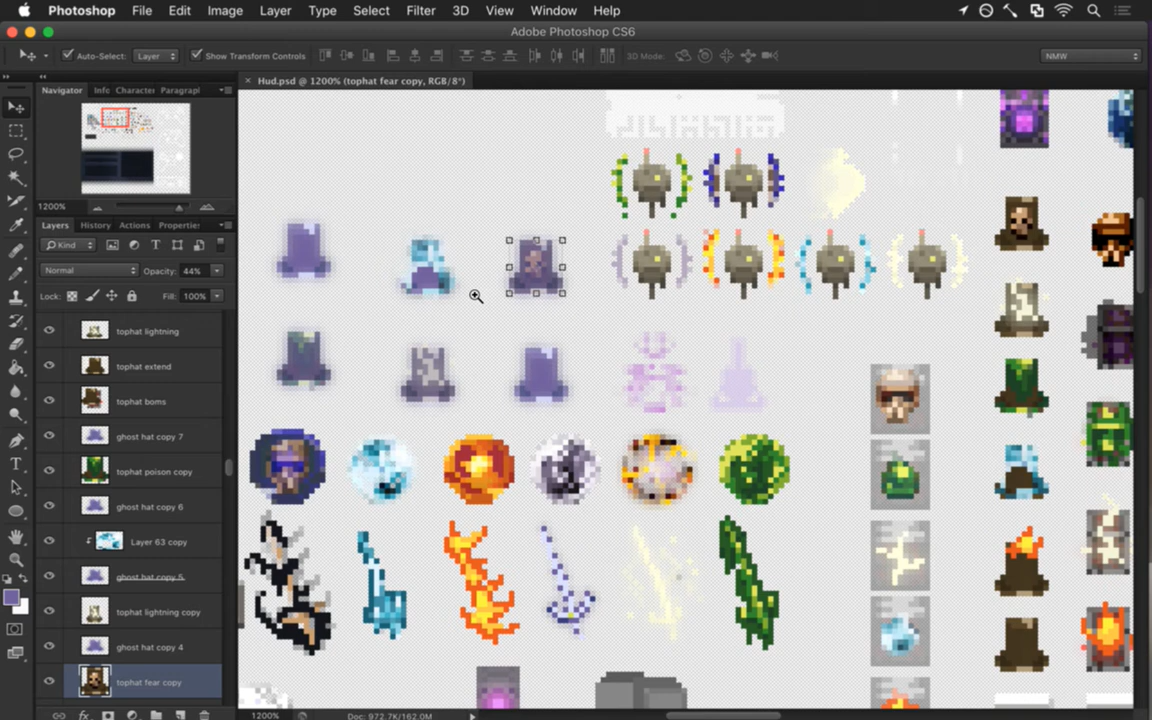 Photoshop File Edit Image Layer Type Select Filter 3D View Window Help
Adobe Photoshop CS6
Auto-Select: Layer Show Transform Controls 3D Mode: NMW
Hud.psd @ 1200% (tophat fear copy, RGB/8*)
Navigator Info Character Paragrapl
1200%
Layers History Actions Propertie:
Kind
Normal Opacity: 44%
Lock: Fill: 100%
tophat lightning
tophat extend
tophat boms
ghost hat copy 7
tophat poison copy
ghost hat copy 6
Layer 63 copy
ghost hat copy 5
tophat lightning copy
ghost hat copy 4
tophat fear copy
fx
1200% Doc: 972.7K/162.0M